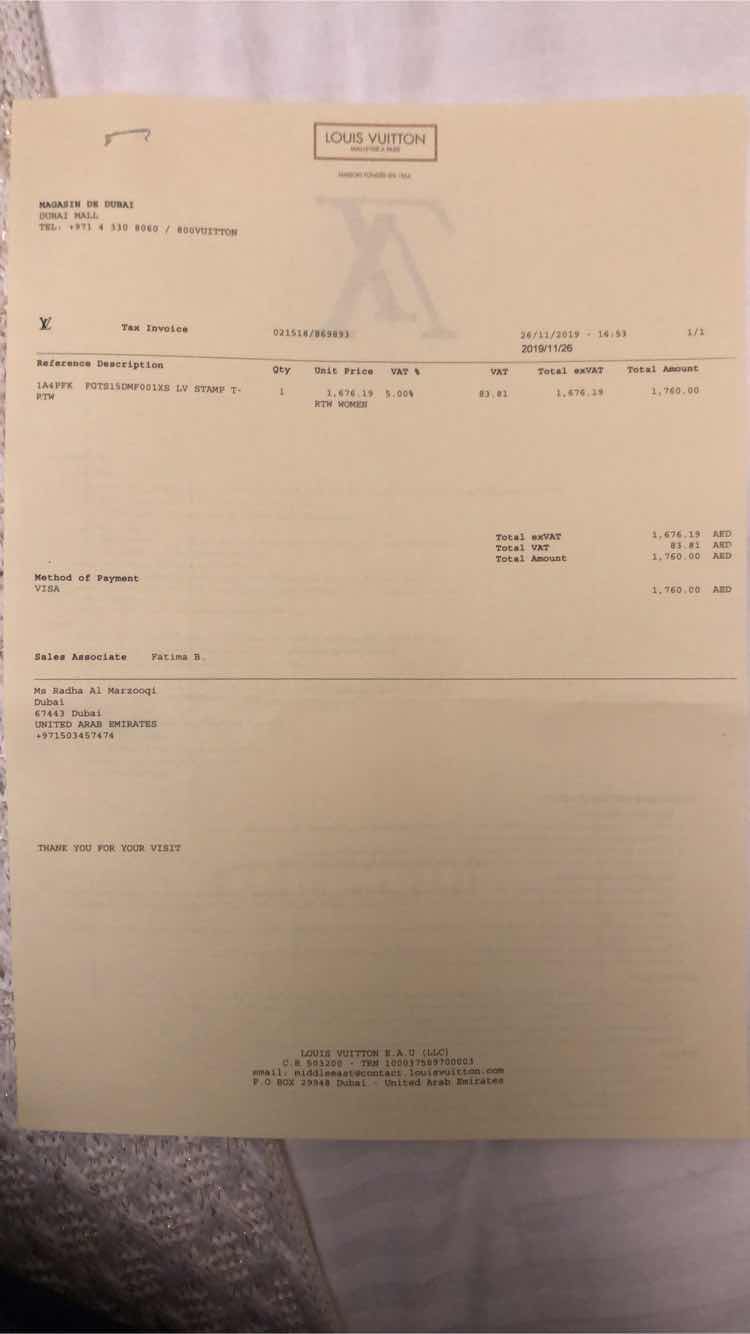 LOUIS VUITTON
MALLETIER A PARIS
MAISON FONDÉE EN 1854
MAGASIN DE DUBAI
DUBAI MALL
TEL: +971 4 330 8060 / 800VUITTON
Tax Invoice 021518/869893 26/11/2019 - 16:53 1/1
2019/11/26
Reference Description Qty Unit Price VAT % VAT Total exVAT Total Amount
1A4PFK FOTS15DMF001XS LV STAMP T- 1 1,676.19 5.00% 83.81 1,676.19 1,760.00
RTW RTW WOMEN
Total exVAT 1,676.19 AED
Total VAT 83.81 AED
Total Amount 1,760.00 AED
Method of Payment
VISA 1,760.00 AED
Sales Associate Fatima B.
Ms Radha Al Marzooqi
Dubai
67443 Dubai
UNITED ARAB EMIRATES
+971503457474
THANK YOU FOR YOUR VISIT
LOUIS VUITTON E.A.U (LLC)
C.R 503200 - TRN 100037589700003
email: middleeast@contact.louisvuitton.com
P.O BOX 29948 Dubai - United Arab Emirates